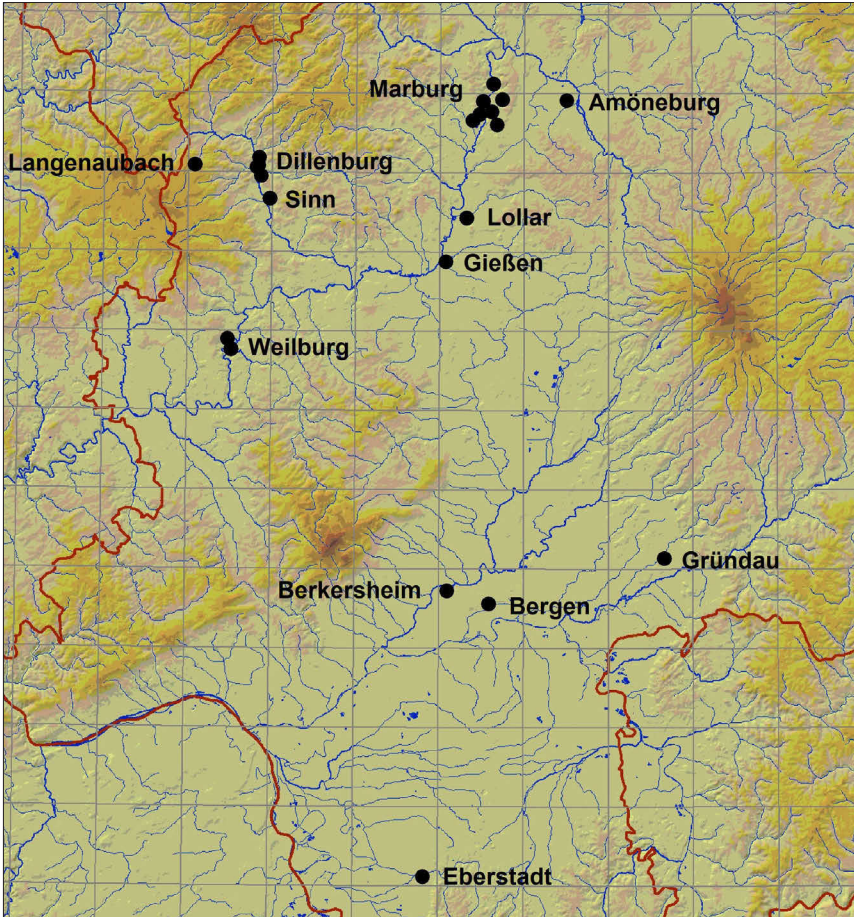 Marburg
Amöneburg
Langenaubach
Dillenburg
Sinn
Lollar
Gießen
Weilburg
Gründau
Berkersheim
Bergen
Eberstadt